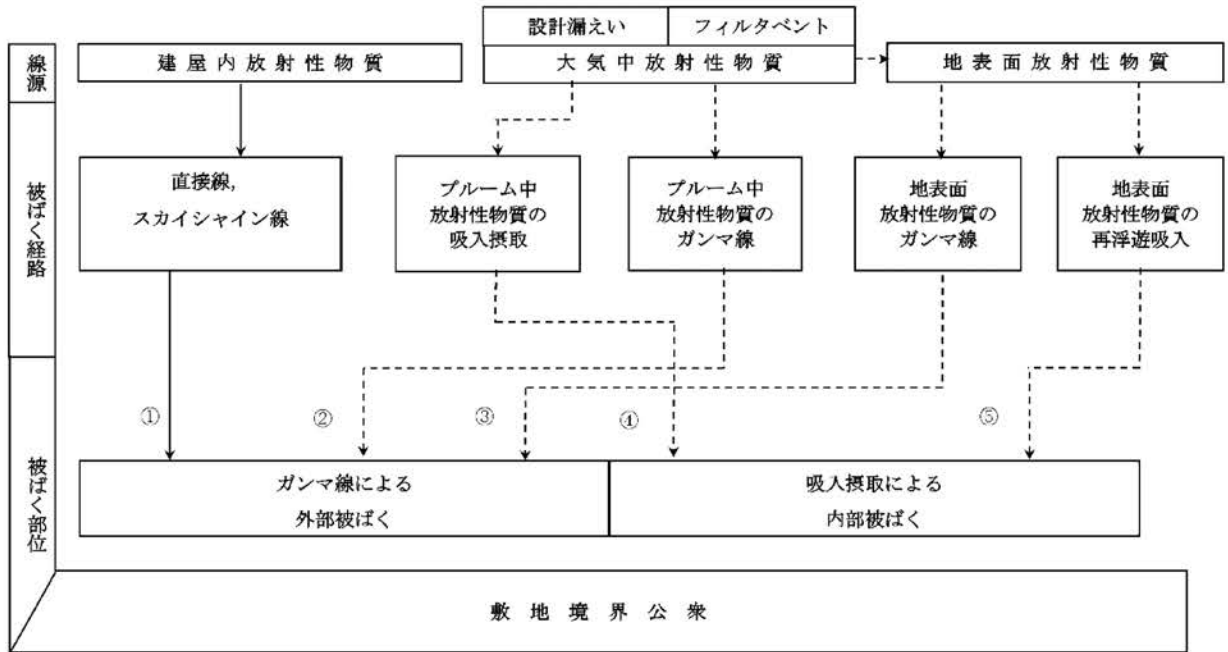 設計漏えい
フィルタベント
線源
建屋内放射性物質
大気中放射性物質
地表面放射性物質
被ばく経路
直接線,
スカイシャイン線
プルーム中
放射性物質の
吸入摂取
プルーム中
放射性物質の
ガンマ線
地表面
放射性物質の
ガンマ線
地表面
放射性物質の
再浮遊吸入
①
②
③
④
⑤
被ばく部位
ガンマ線による
外部被ばく
吸入摂取による
内部被ばく
敷地境界公衆